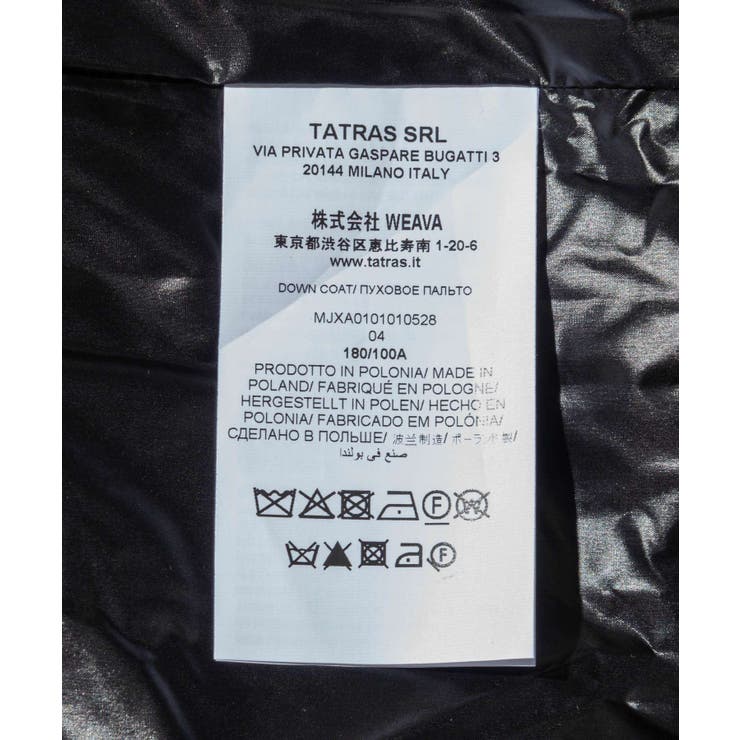 TATRAS SRL
VIA PRIVATA GASPARE BUGATTI 3
20144 MILANO ITALY
株式会社 WEAVA
東京都渋谷区恵比寿南 1-20-6
www.tatras.it
DOWN COAT/ ПУХОВОЕ ПАЛЬТО
MJXA0101010528
04
180/100A
PRODOTTO IN POLONIA/ MADE IN
POLAND/ FABRIQUÉ EN POLOGNE/
HERGESTELLT IN POLEN/ HECHO EN
POLONIA/ FABRICADO EM POLÓNIA/
СДЕЛАНО В ПОЛЬШЕ/ 波兰制造/ ポーランド製/
صنع في بولندا
F W
F